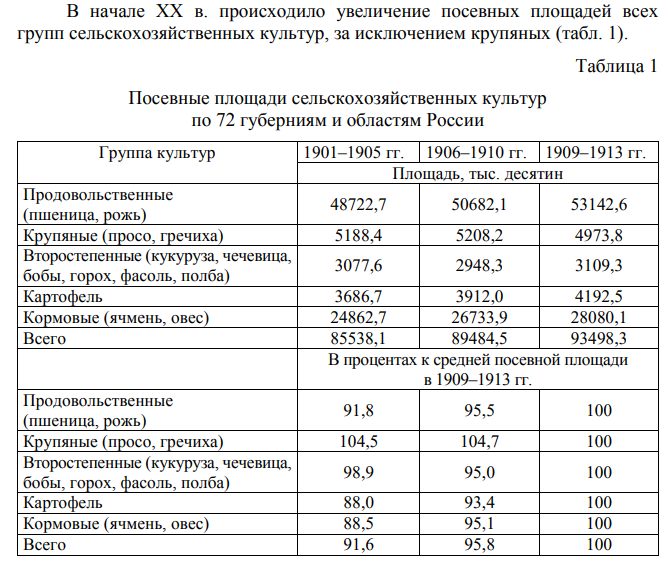 В начале XX в. происходило увеличение посевных площадей всех
групп сельскохозяйственных культур, за исключением крупяных (табл. 1).
Таблица 1
Посевные площади сельскохозяйственных культур
по 72 губерниям и областям России
Группа культур 1901–1905 гг. 1906–1910 гг. 1909–1913 гг.
Площадь, тыс. десятин
Продовольственные
(пшеница, рожь) 48722,7 50682,1 53142,6
Крупяные (просо, гречиха) 5188,4 5208,2 4973,8
Второстепенные (кукуруза, чечевица,
бобы, горох, фасоль, полба) 3077,6 2948,3 3109,3
Картофель 3686,7 3912,0 4192,5
Кормовые (ячмень, овес) 24862,7 26733,9 28080,1
Всего 85538,1 89484,5 93498,3
В процентах к средней посевной площади
в 1909–1913 гг.
Продовольственные
(пшеница, рожь) 91,8 95,5 100
Крупяные (просо, гречиха) 104,5 104,7 100
Второстепенные (кукуруза, чечевица,
бобы, горох, фасоль, полба) 98,9 95,0 100
Картофель 88,0 93,4 100
Кормовые (ячмень, овес) 88,5 95,1 100
Всего 91,6 95,8 100